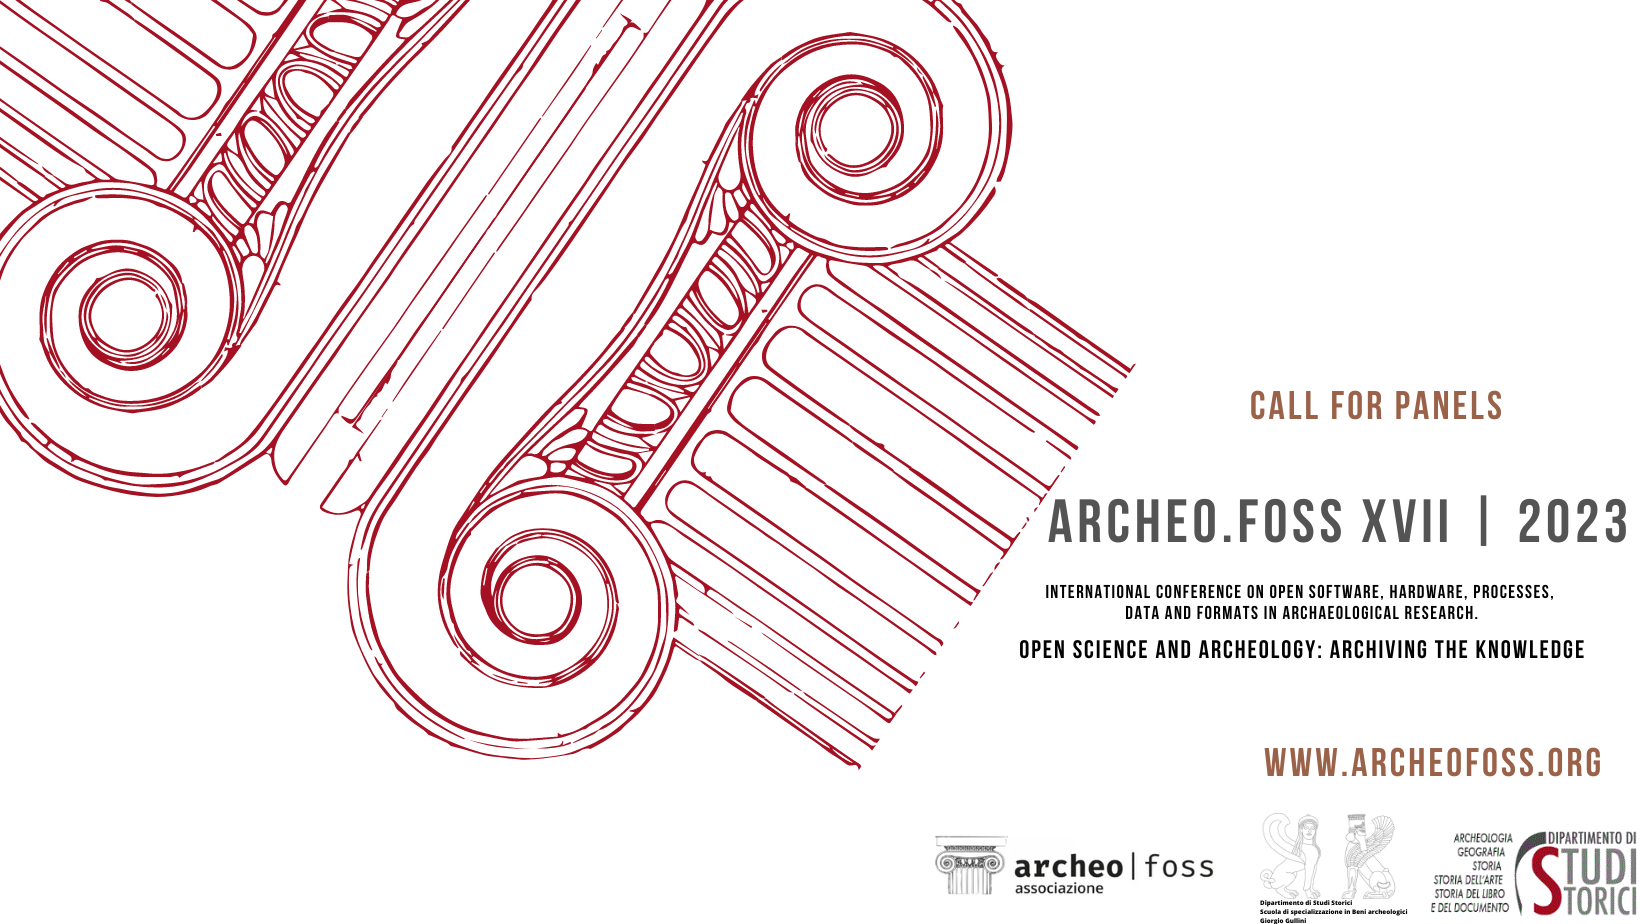 CALL FOR PANELS
ARCHEO.FOSS XVII | 2023
INTERNATIONAL CONFERENCE ON OPEN SOFTWARE, HARDWARE, PROCESSES,
DATA AND FORMATS IN ARCHAEOLOGICAL RESEARCH.
OPEN SCIENCE AND ARCHEOLOGY: ARCHIVING THE KNOWLEDGE
WWW.ARCHEOFOSS.ORG
archeo|foss
associazione
Dipartimento di Studi Storici
Scuola di specializzazione in Beni archeologici
Giorgio Gullini
ARCHEOLOGIA
GEOGRAFIA
STORIA
STORIA DELL'ARTE
STORIA DEL LIBRO
E DEL DOCUMENTO
DIPARTIMENTO DI
STUDI
STORICI